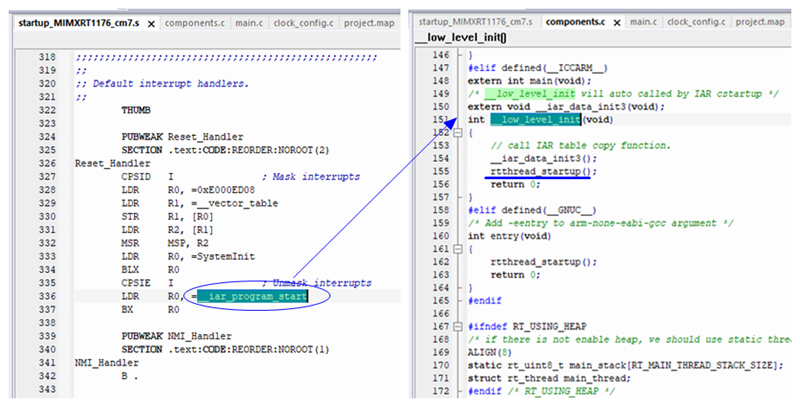 startup_MIMXRT1176_cm7.s x components.c main.c clock_config.c project.map
318 ;;;;;;;;;;;;;;;;;;;;;;;;;;;;;;;;;;;;;;;;;;;;;;;;;;
319 ;;
320 ;; Default interrupt handlers.
321 ;;
322 THUMB
323
324 PUBWEAK Reset_Handler
325 SECTION .text:CODE:REORDER:NOROOT(2)
326 Reset_Handler
327 CPSID I ; Mask interrupts
328 LDR R0, =0xE000ED08
329 LDR R1, =__vector_table
330 STR R1, [R0]
331 LDR R2, [R1]
332 MSR MSP, R2
333 LDR R0, =SystemInit
334 BLX R0
335 CPSIE I ; Unmask interrupts
336 LDR R0, =__iar_program_start
337 BX R0
338
339 PUBWEAK NMI_Handler
340 SECTION .text:CODE:REORDER:NOROOT(1)
341 NMI_Handler
342 B .
343
startup_MIMXRT1176_cm7.s components.c x main.c clock_config.c project.map
__low_level_init()
146 }
147 #elif defined(__ICCARM__)
148 extern int main(void);
149 /* __low_level_init will auto called by IAR cstartup */
150 extern void __iar_data_init3(void);
151 int __low_level_init(void)
152 {
153 // call IAR table copy function.
154 __iar_data_init3();
155 rtthread_startup();
156 return 0;
157 }
158 #elif defined(__GNUC__)
159 /* Add -eentry to arm-none-eabi-gcc argument */
160 int entry(void)
161 {
162 rtthread_startup();
163 return 0;
164 }
165 #endif
166
167 #ifndef RT_USING_HEAP
168 /* if there is not enable heap, we should use static
169 ALIGN(8)
170 static rt_uint8_t main_stack[RT_MAIN_THREAD_STACK_SIZE];
171 struct rt_thread main_thread;
172 #endif /* RT_USING_HEAP */